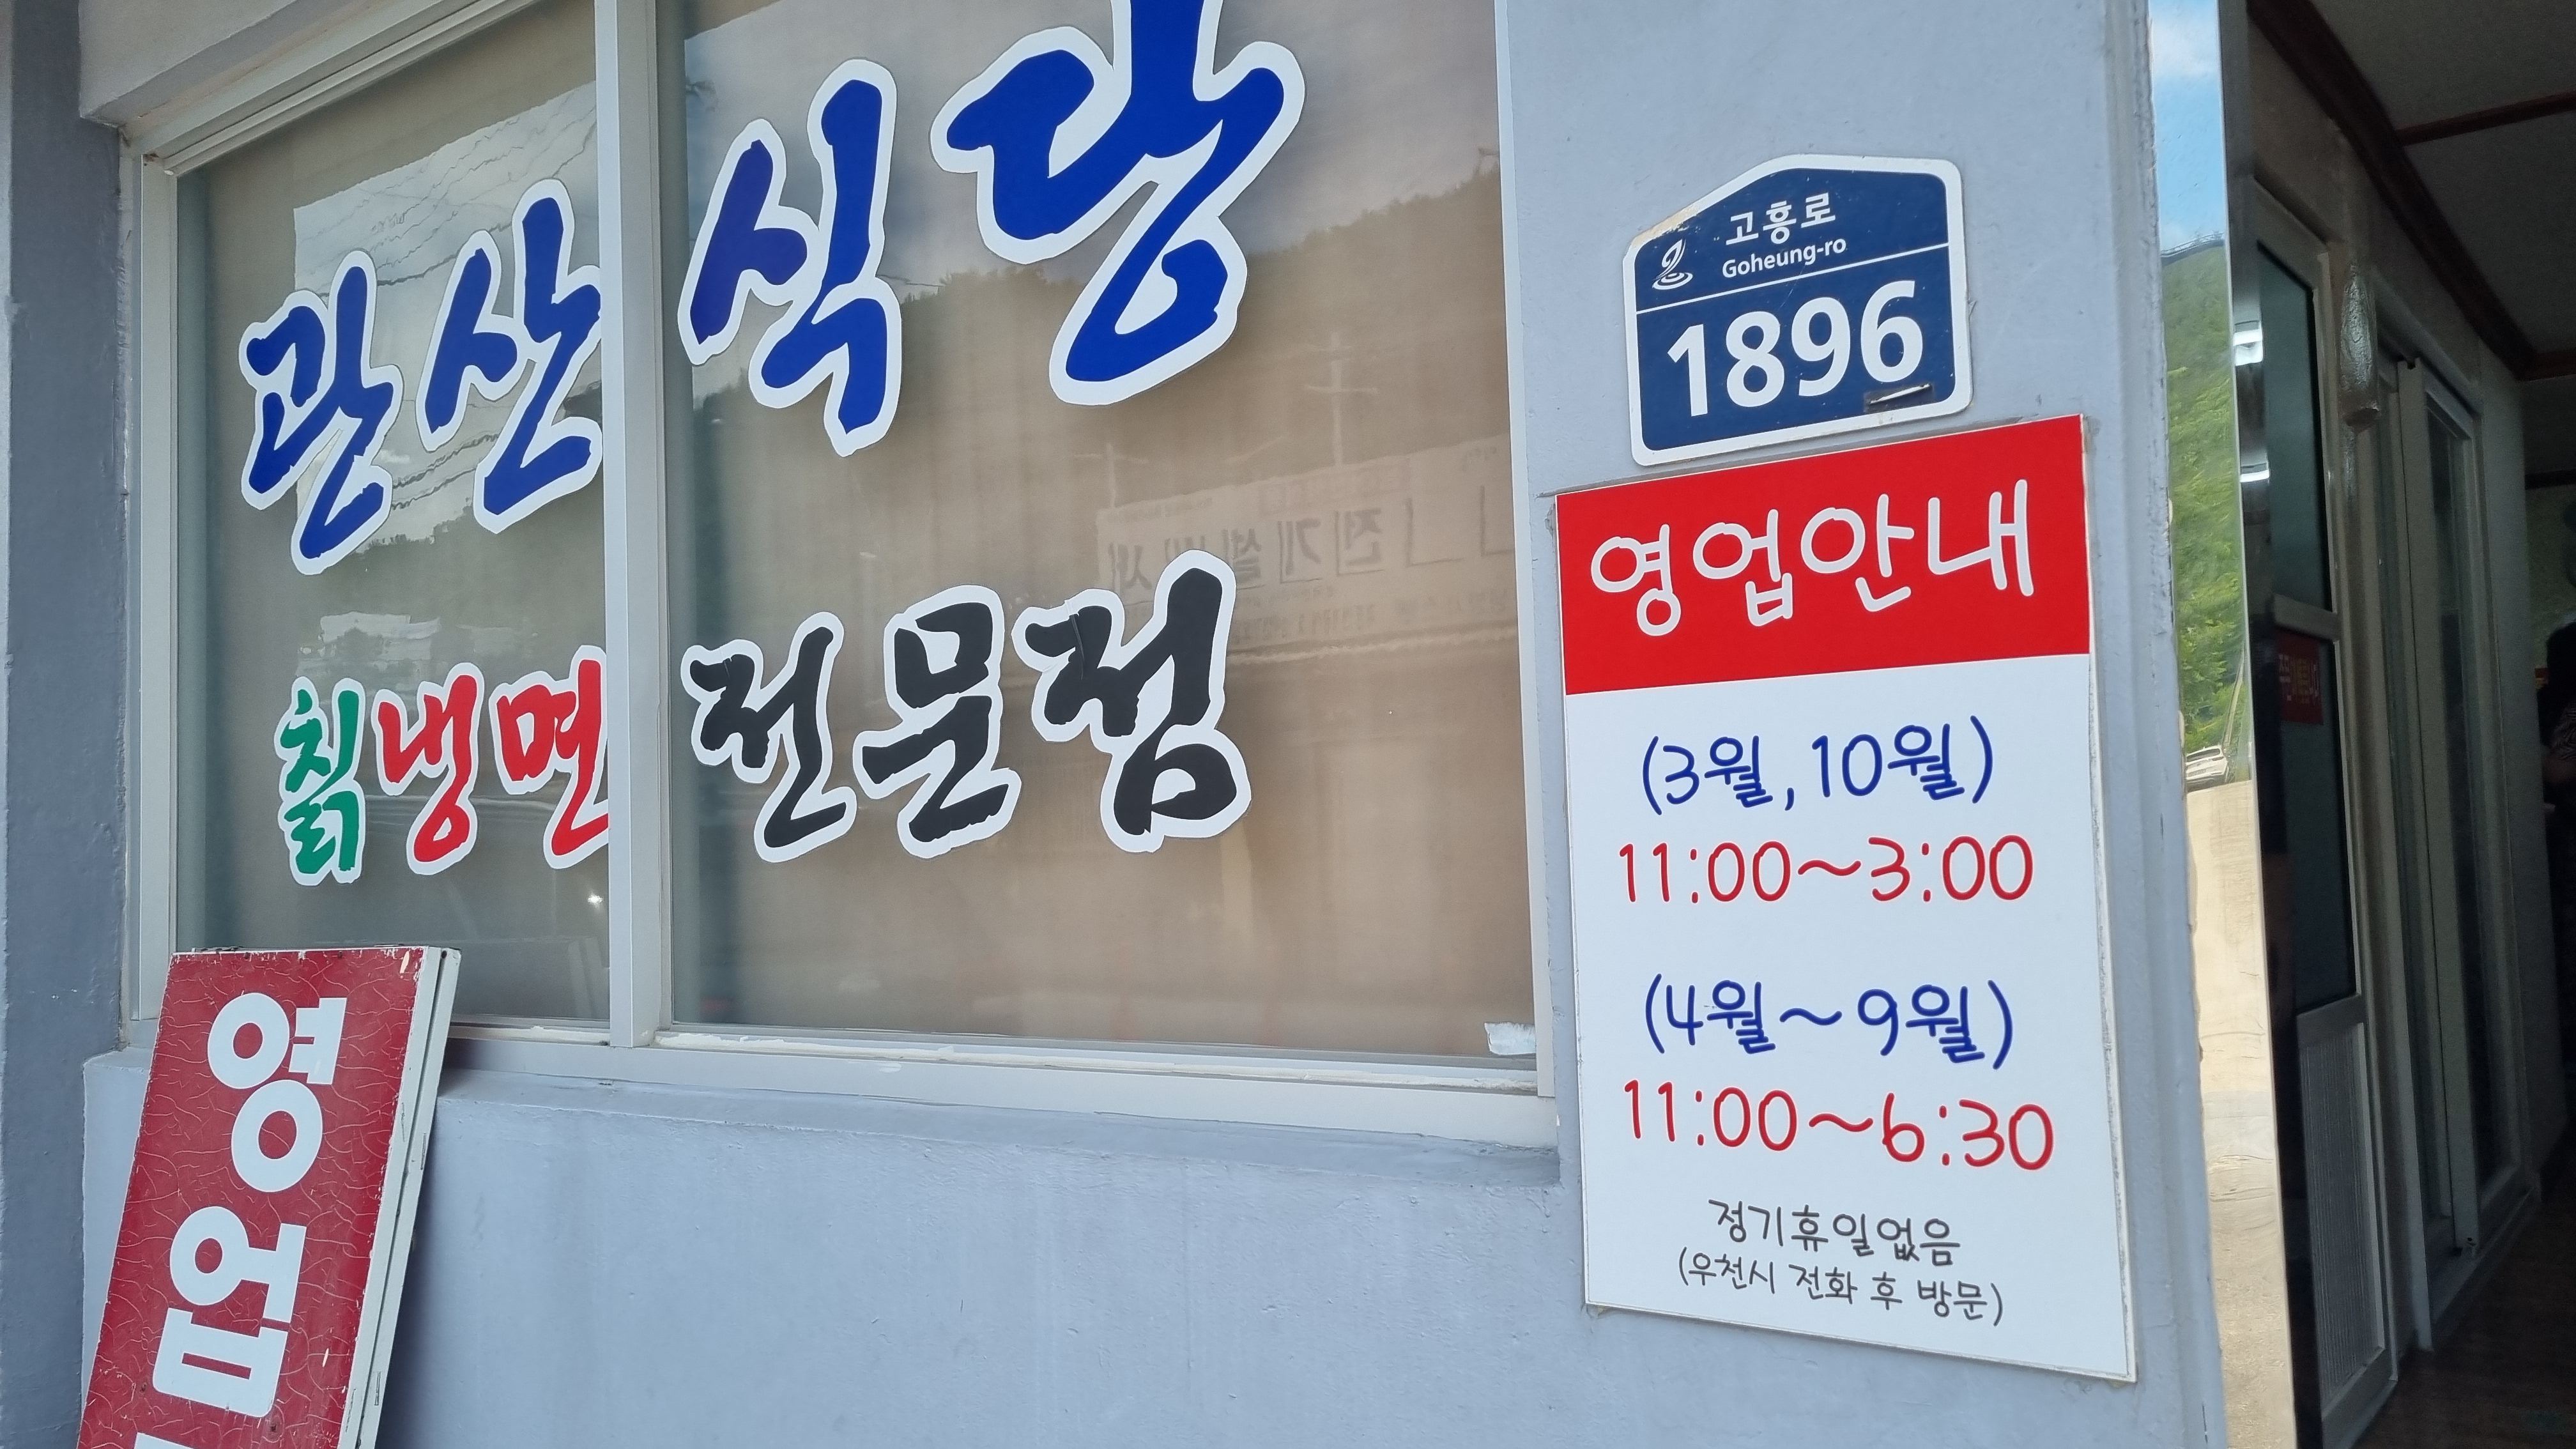 관산식당
칡냉면 전문점
고흥로
Goheung-ro
1896
영업안내
(3월, 10월)
11:00~3:00
(4월~9월)
11:00~6:30
정기휴일없음
(우천시 전화 후 방문)
영업